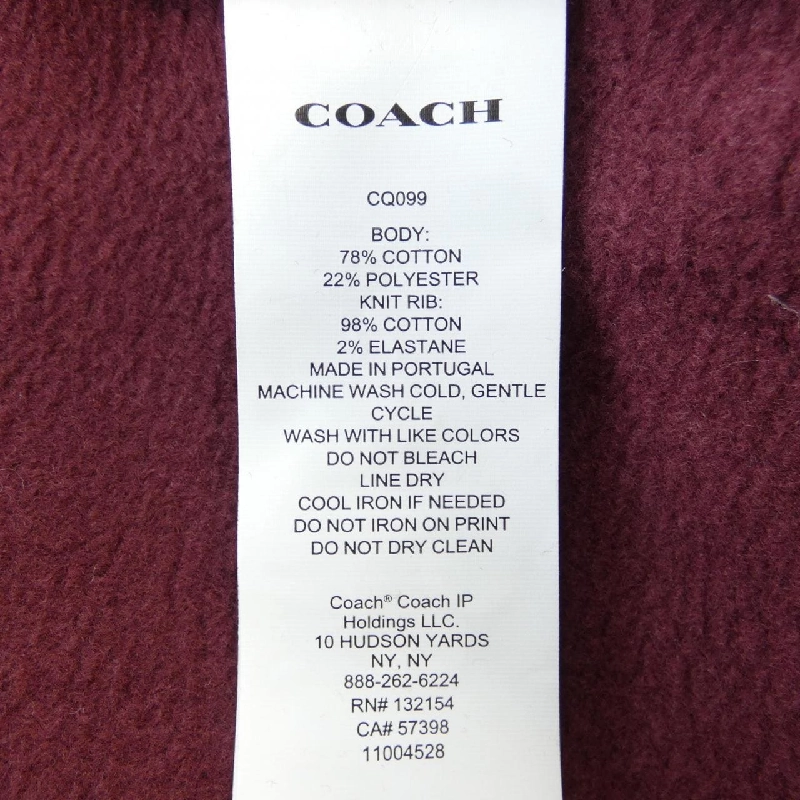 COACH
CQ099
BODY:
78% COTTON
22% POLYESTER
KNIT RIB:
98% COTTON
2% ELASTANE
MADE IN PORTUGAL
MACHINE WASH COLD, GENTLE
CYCLE
WASH WITH LIKE COLORS
DO NOT BLEACH
LINE DRY
COOL IRON IF NEEDED
DO NOT IRON ON PRINT
DO NOT DRY CLEAN
Coach® Coach IP
Holdings LLC.
10 HUDSON YARDS
NY, NY
888-262-6224
RN# 132154
CA# 57398
11004528